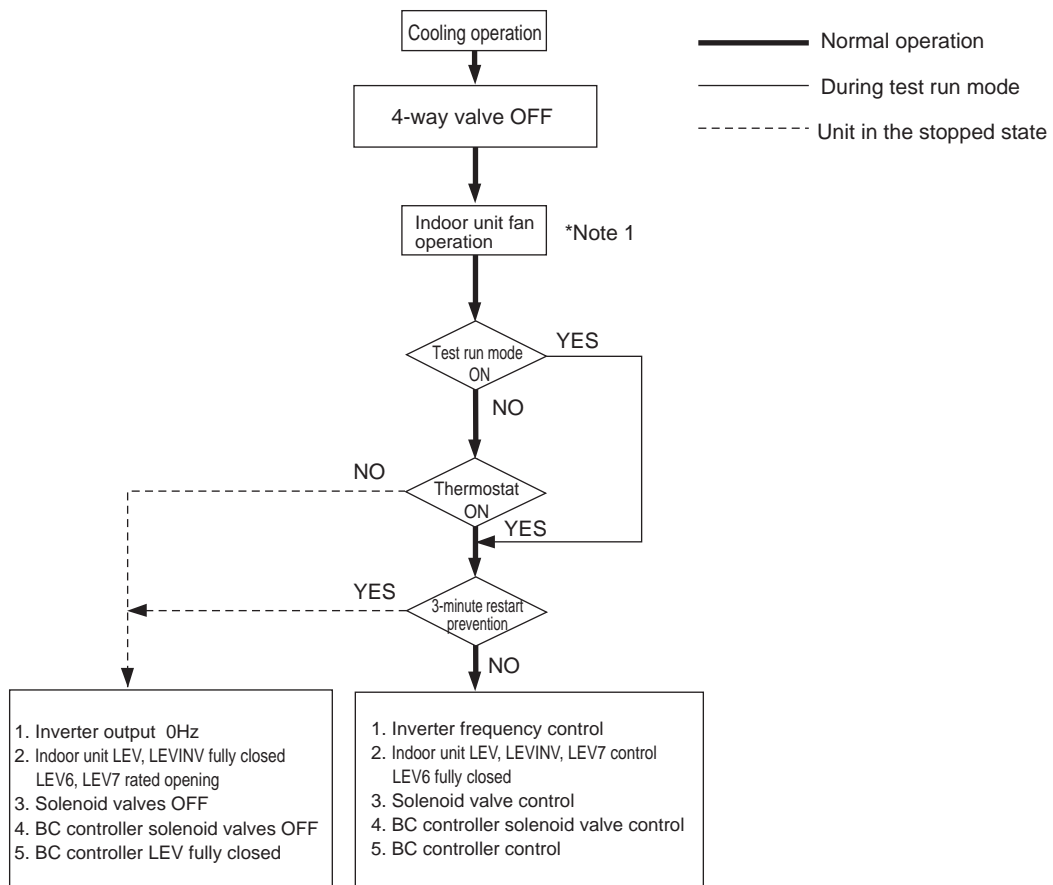 Cooling operation
Normal operation
During test run mode
Unit in the stopped state
4-way valve OFF
Indoor unit fan
operation
*Note 1
Test run mode
ON
YES
NO
NO
Thermostat
ON
YES
YES
3-minute restart
prevention
NO
1. Inverter output 0Hz
2. Indoor unit LEV, LEVINV fully closed
LEV6, LEV7 rated opening
3. Solenoid valves OFF
4. BC controller solenoid valves OFF
5. BC controller LEV fully closed
1. Inverter frequency control
2. Indoor unit LEV, LEVINV, LEV7 control
LEV6 fully closed
3. Solenoid valve control
4. BC controller solenoid valve control
5. BC controller control